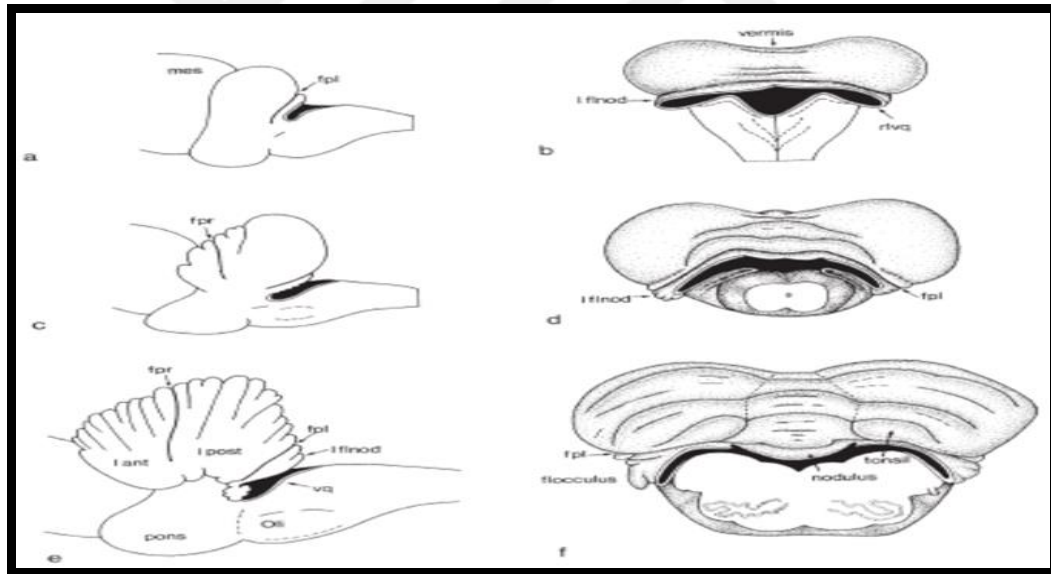 mes
fpl
a
vermis
l flnod
rlvq
b
fpr
c
l flnod
fpl
d
fpr
l ant
l post
fpl
l flnod
vq
Oli
pons
e
fpl
flocculus
tonsil
nodulus
f